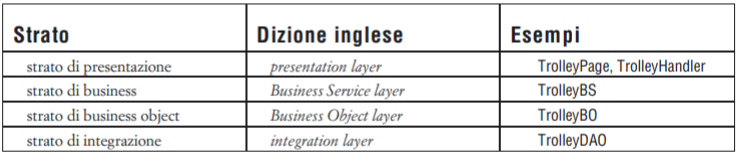 Strato Dizione inglese Esempi
strato di presentazione presentation layer TrolleyPage, TrolleyHandler
strato di business Business Service layer TrolleyBS
strato di business object Business Object layer TrolleyBO
strato di integrazione integration layer TrolleyDAO